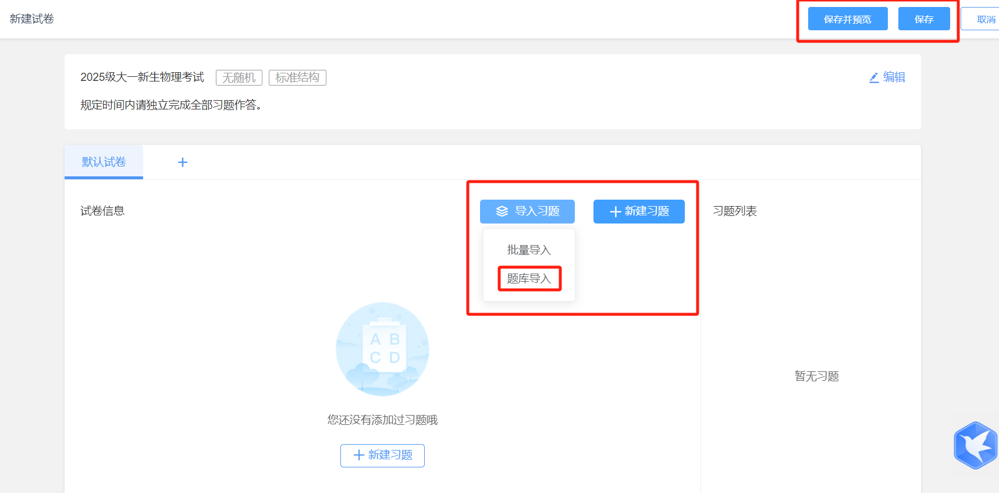 新建试卷
保存并预览 保存 取消
2025级大一新生物理考试 无随机 标准结构 编辑
规定时间内请独立完成全部习题作答。
默认试卷 +
试卷信息 导入习题 +新建习题 习题列表
批量导入
题库导入
A B
C D
暂无习题
您还没有添加过习题哦
+新建习题